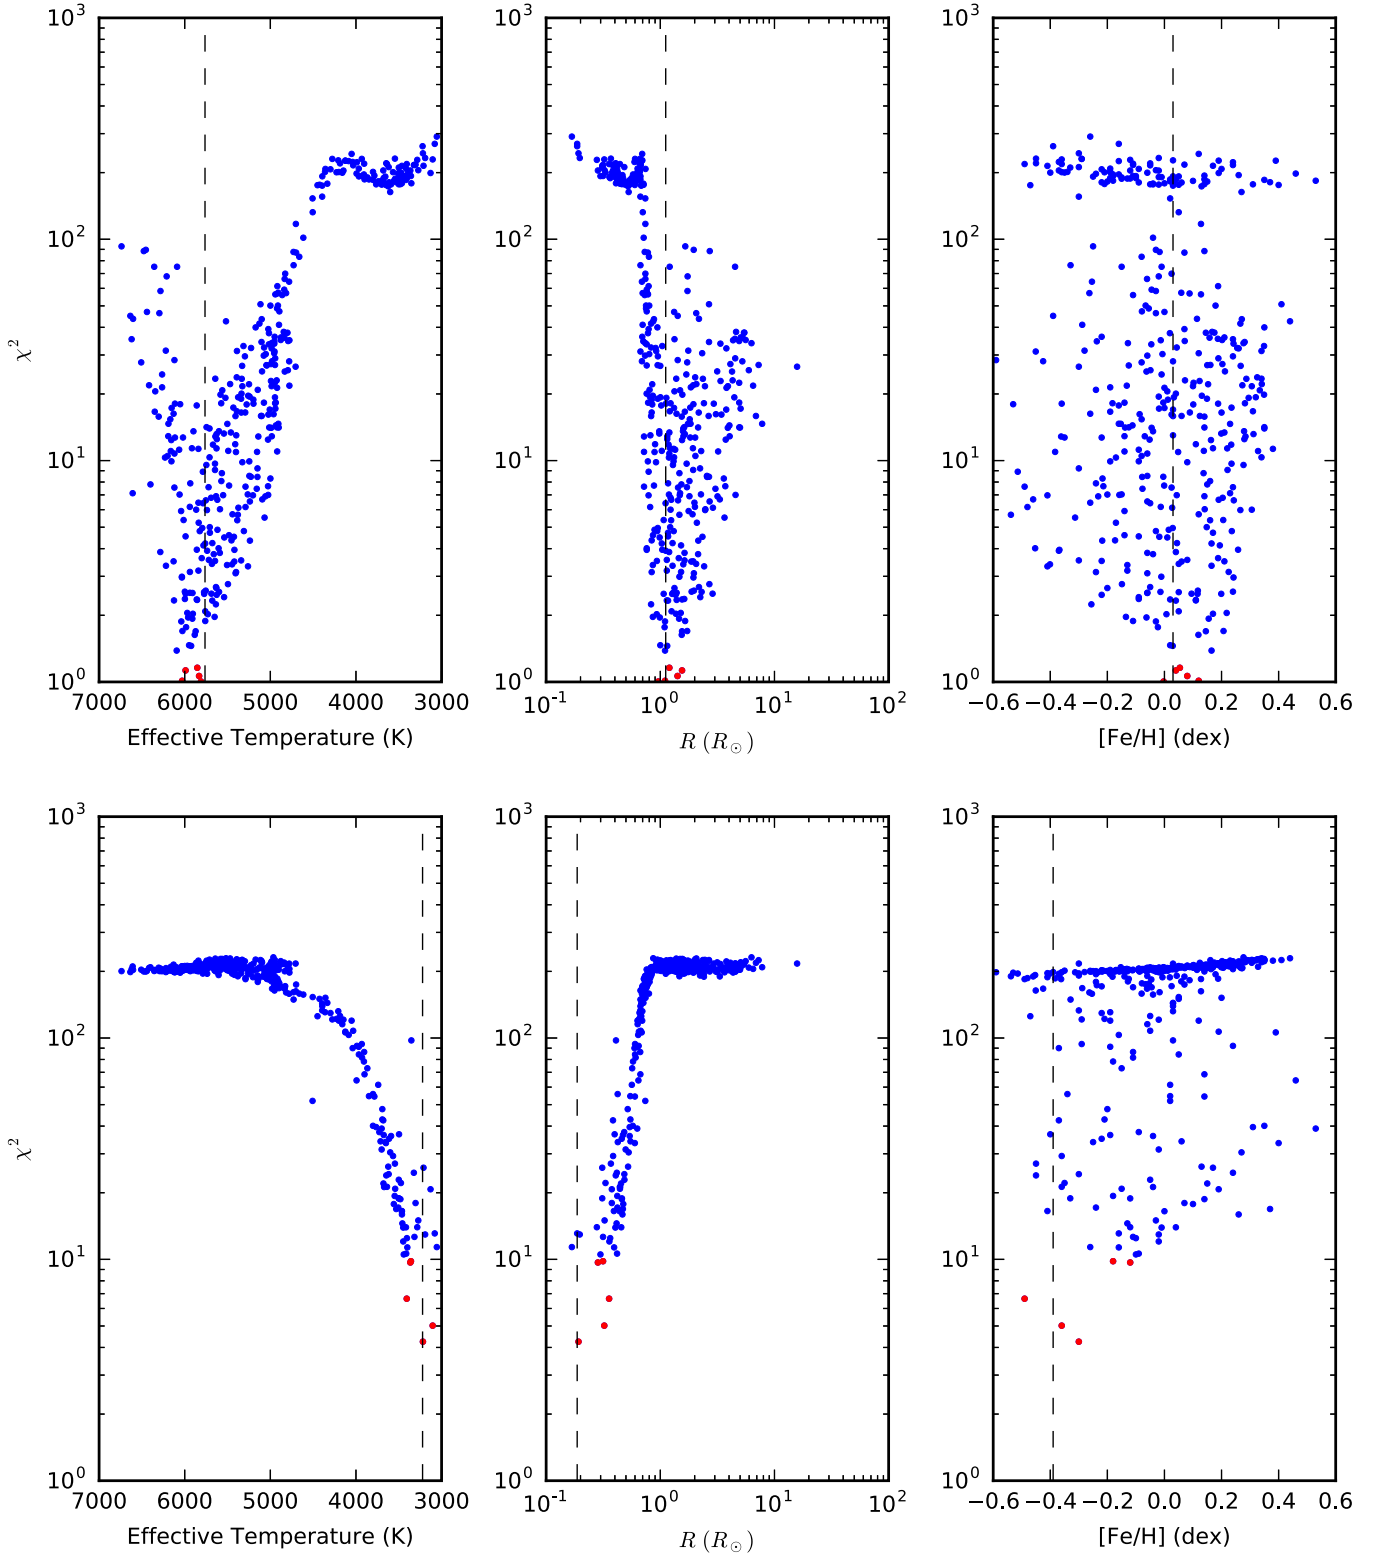 10³ 10³ 10³
10² 10² 10²
χ²
10¹ 10¹ 10¹
10⁰ 10⁰ 10⁰
7000 6000 5000 4000 3000 10⁻¹ 10⁰ 10¹ 10² −0.6 −0.4 −0.2 0.0 0.2 0.4 0.6
Effective Temperature (K) R (R☉) [Fe/H] (dex)
10³ 10³ 10³
10² 10² 10²
χ²
10¹ 10¹ 10¹
10⁰ 10⁰ 10⁰
7000 6000 5000 4000 3000 10⁻¹ 10⁰ 10¹ 10² −0.6 −0.4 −0.2 0.0 0.2 0.4 0.6
Effective Temperature (K) R (R☉) [Fe/H] (dex)